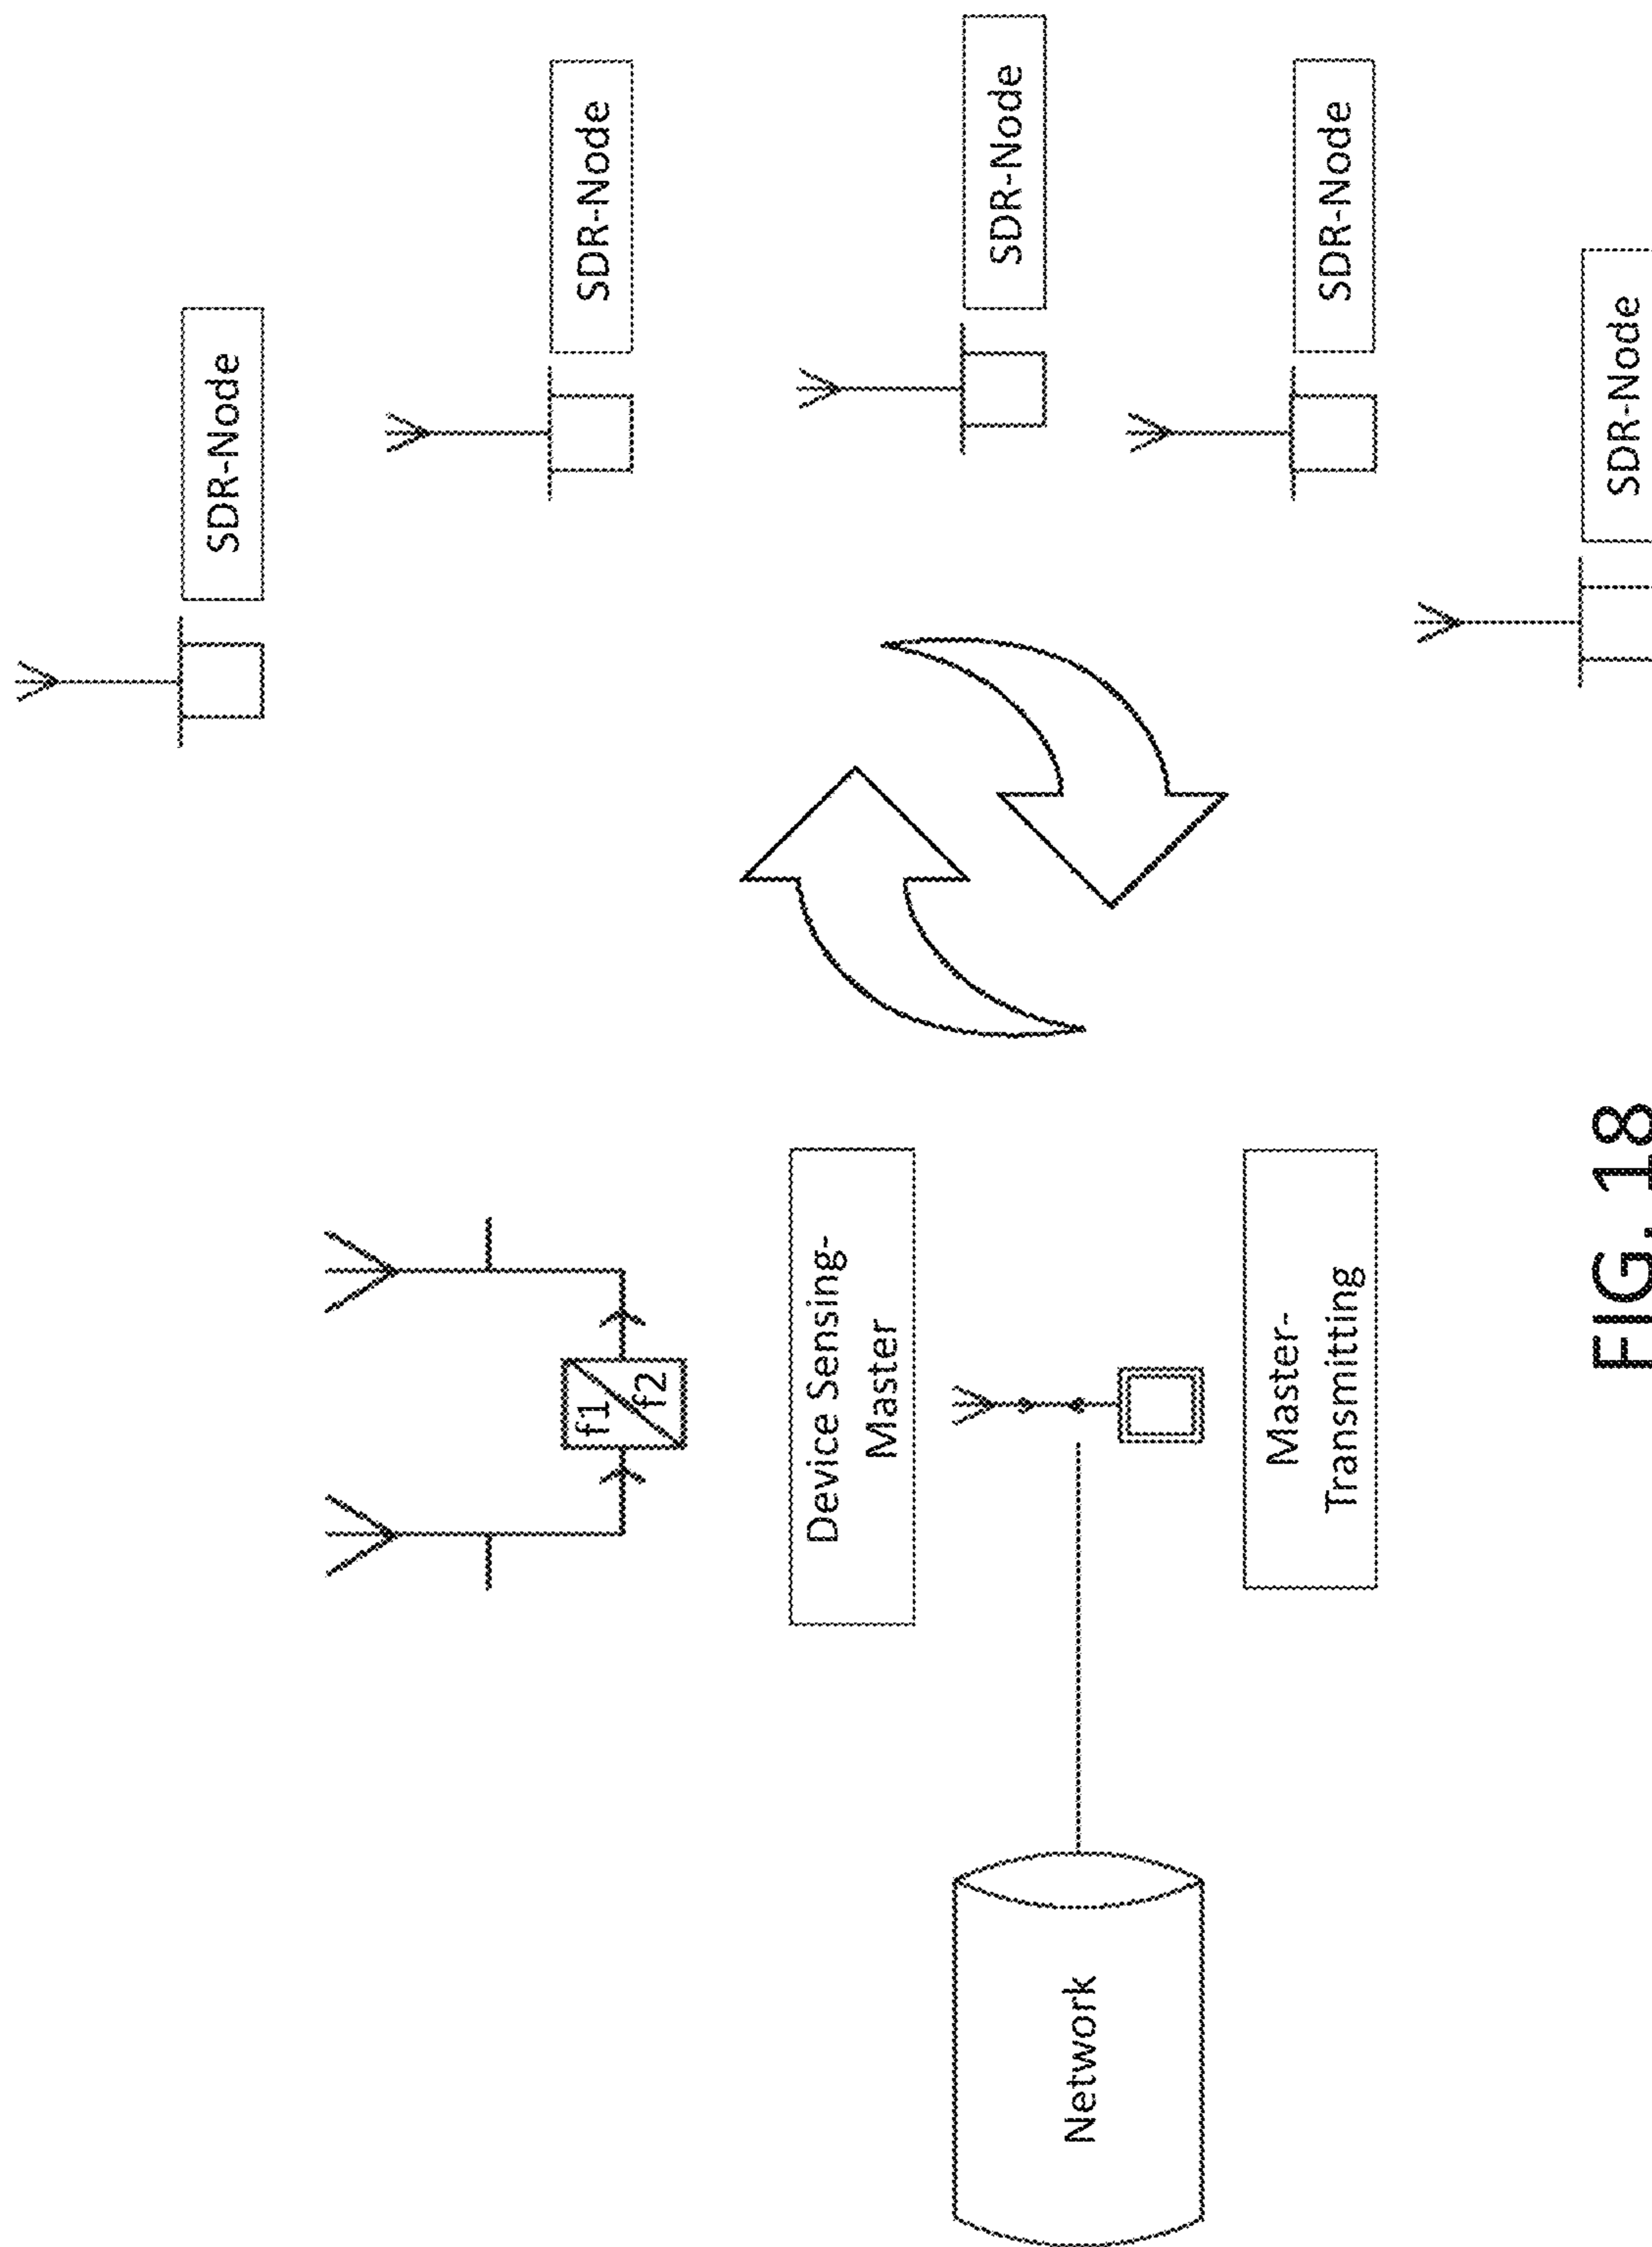 SDR-Node
f1
f2
SDR-Node
Device Sensing-
Master
SDR-Node
Network
Master-
Transmitting
SDR-Node
SDR-Node
FIG. 18